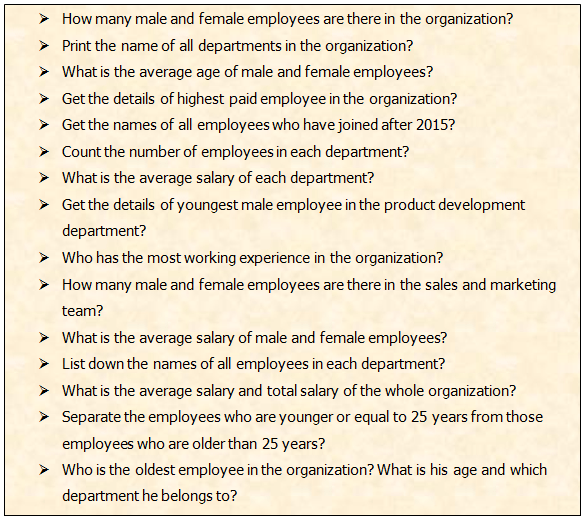 ➢ How many male and female employees are there in the organization?
➢ Print the name of all departments in the organization?
➢ What is the average age of male and female employees?
➢ Get the details of highest paid employee in the organization?
➢ Get the names of all employees who have joined after 2015?
➢ Count the number of employees in each department?
➢ What is the average salary of each department?
➢ Get the details of youngest male employee in the product development
department?
➢ Who has the most working experience in the organization?
➢ How many male and female employees are there in the sales and marketing
team?
➢ What is the average salary of male and female employees?
➢ List down the names of all employees in each department?
➢ What is the average salary and total salary of the whole organization?
➢ Separate the employees who are younger or equal to 25 years from those
employees who are older than 25 years?
➢ Who is the oldest employee in the organization? What is his age and which
department he belongs to?